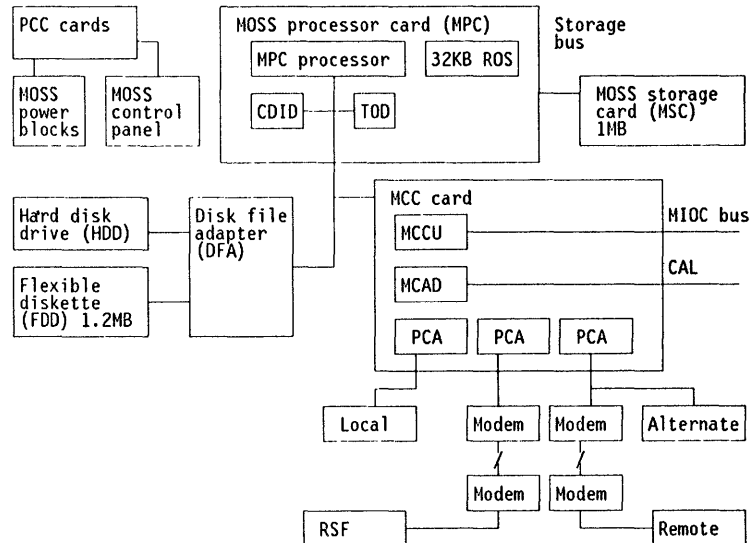 PCC cards
MOSS power blocks
MOSS control panel
MOSS processor card (MPC)
MPC processor
32KB ROS
CDID
TOD
Storage bus
MOSS storage card (MSC) 1MB
Hard disk drive (HDD)
Flexible diskette (FDD) 1.2MB
Disk file adapter (DFA)
MCC card
MCCU
MIOC bus
MCAD
CAL
PCA
PCA
PCA
Local
Modem
Modem
Alternate
Modem
Modem
RSF
Remote